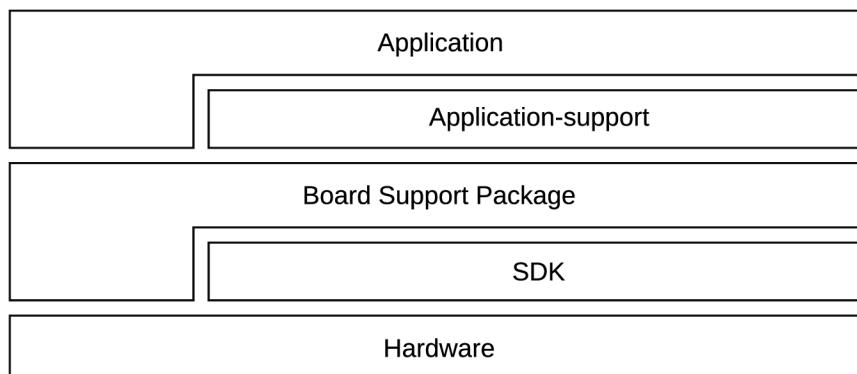 Application
Application-support
Board Support Package
SDK
Hardware